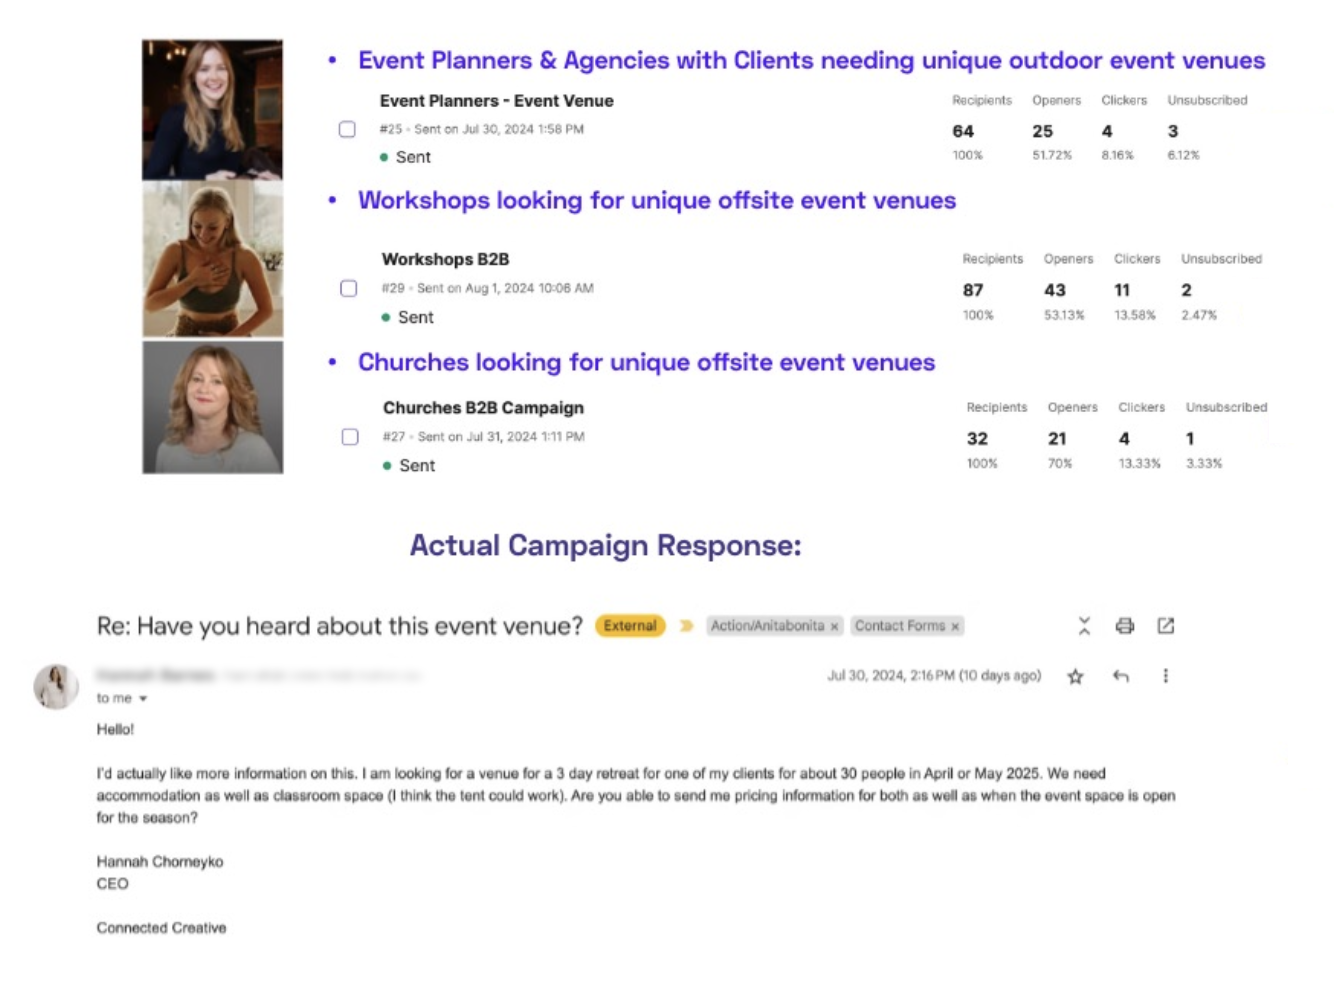 • Event Planners & Agencies with Clients needing unique outdoor event venues
Event Planners - Event Venue
Recipients Openers Clickers Unsubscribed
#25 • Sent on Jul 30, 2024 1:58 PM
64 25 4 3
Sent
100% 51.72% 8.16% 6.12%
• Workshops looking for unique offsite event venues
Workshops B2B
Recipients Openers Clickers Unsubscribed
#29 • Sent on Aug 1, 2024 10:06 AM
87 43 11 2
Sent
100% 53.13% 13.58% 2.47%
• Churches looking for unique offsite event venues
Churches B2B Campaign
Recipients Openers Clickers Unsubscribed
#27 • Sent on Jul 31, 2024 1:11 PM
32 21 4 1
Sent
100% 70% 13.33% 3.33%
Actual Campaign Response:
Re: Have you heard about this event venue? External Action/Anitabonita × Contact Forms ×
Jul 30, 2024, 2:16 PM (10 days ago)
to me
Hello!
I'd actually like more information on this. I am looking for a venue for a 3 day retreat for one of my clients for about 30 people in April or May 2025. We need
accommodation as well as classroom space (I think the tent could work). Are you able to send me pricing information for both as well as when the event space is open
for the season?
Hannah Chorneyko
CEO
Connected Creative